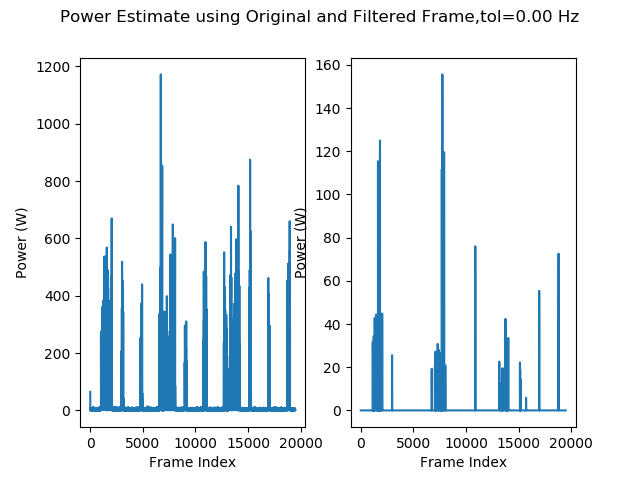 Power Estimate using Original and Filtered Frame,tol=0.00 Hz
1200
1000
800
600
400
200
0
Power (W)
0 5000 10000 15000 20000
Frame Index
160
140
120
100
80
60
40
20
0
Power (W)
0 5000 10000 15000 20000
Frame Index